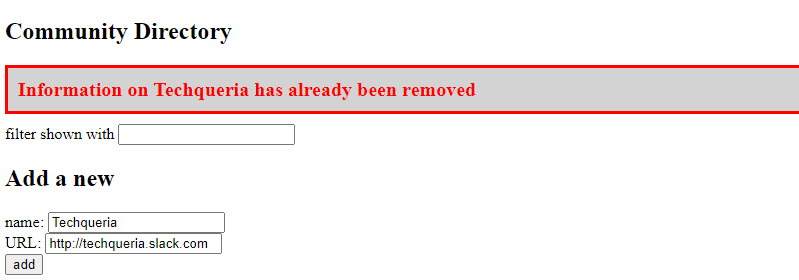 Community Directory
Information on Techqueria has already been removed
filter shown with
Add a new
name: Techqueria
URL: http://techqueria.slack.com
add